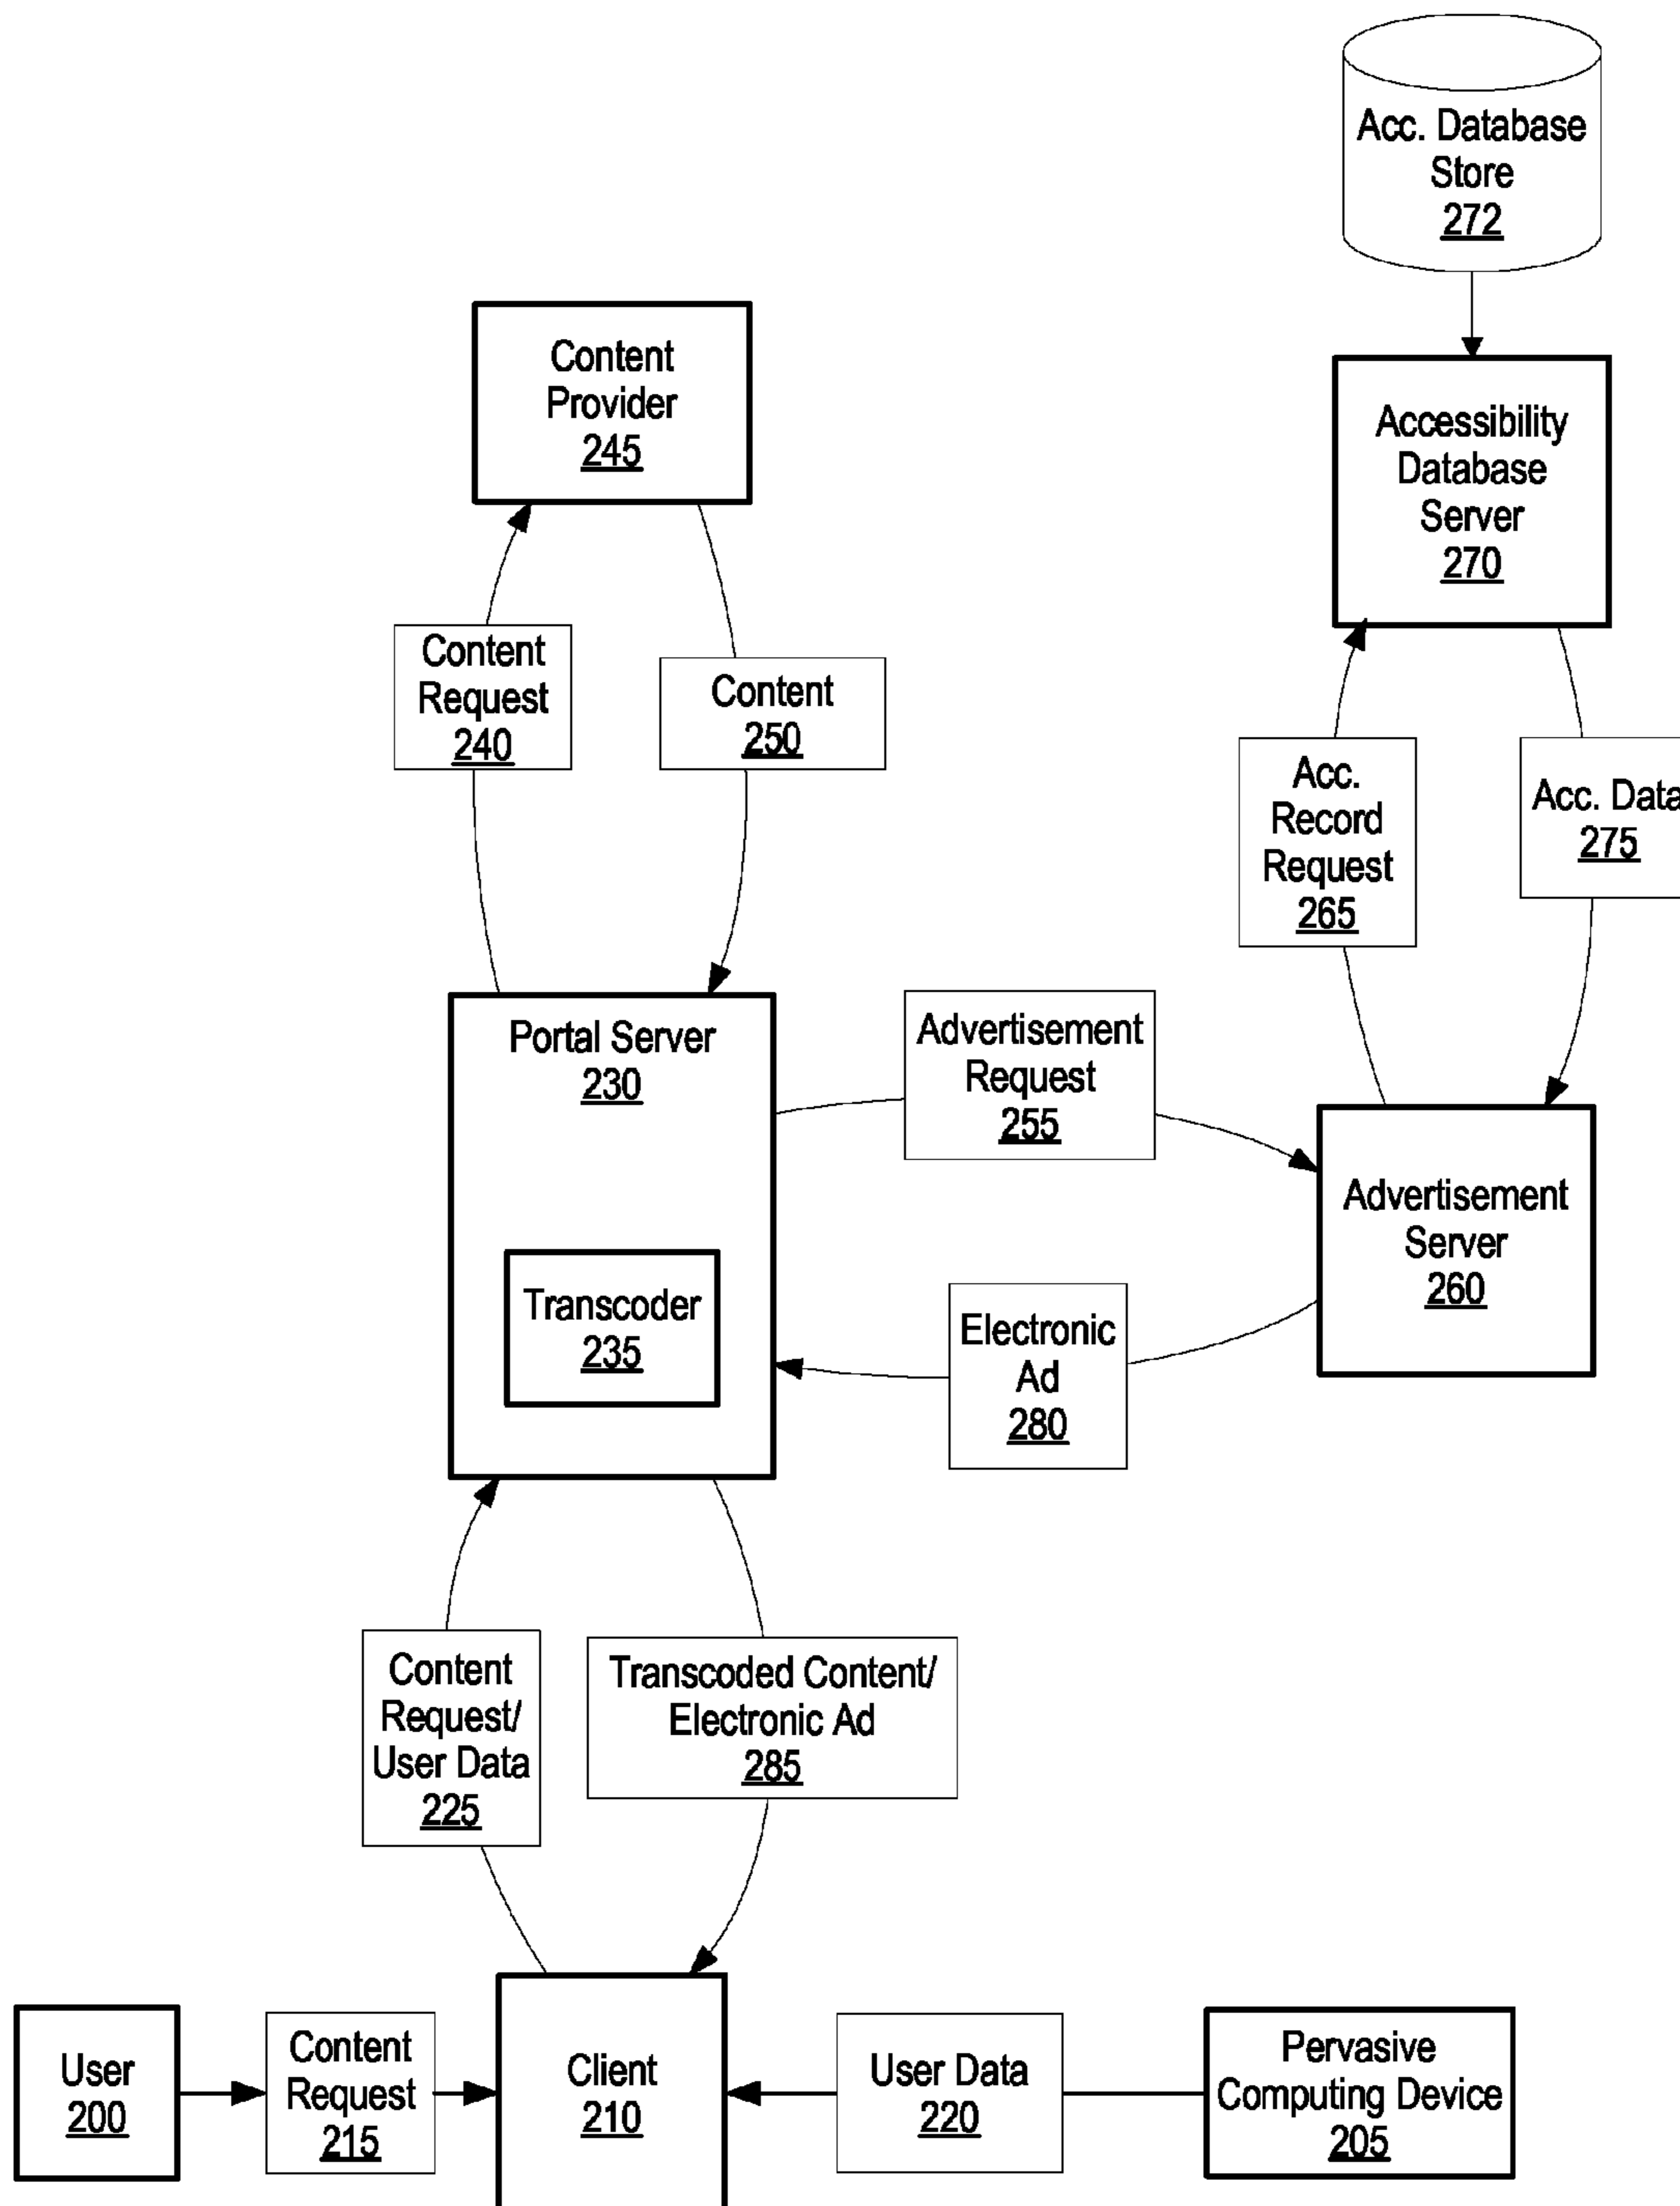 Acc. Database
Store
272
Content
Provider
245
Accessibility
Database
Server
270
Content
Request
240
Content
250
Acc.
Record
Request
265
Acc. Data
275
Portal Server
230
Transcoder
235
Advertisement
Request
255
Advertisement
Server
260
Electronic
Ad
280
Content
Request/
User Data
225
Transcoded Content/
Electronic Ad
285
User
200
Content
Request
215
Client
210
User Data
220
Pervasive
Computing Device
205